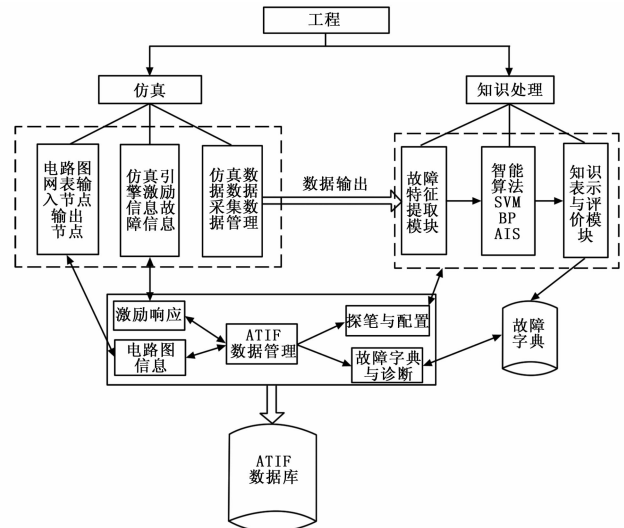 工程
仿真
知识处理
电路图
网表输
入节点
输出
节点
仿真引
擎激励
信息故
障信息
仿真数
真数据
采集数
据管理
数据输出
故障
特征
提取
模块
智能
算法
SVM
BP
AIS
知识
表示
与评
价模
块
激励响应
电路图
信息
ATIF
数据管理
探笔与配置
故障字典
与诊断
故障
字典
ATIF
数据库